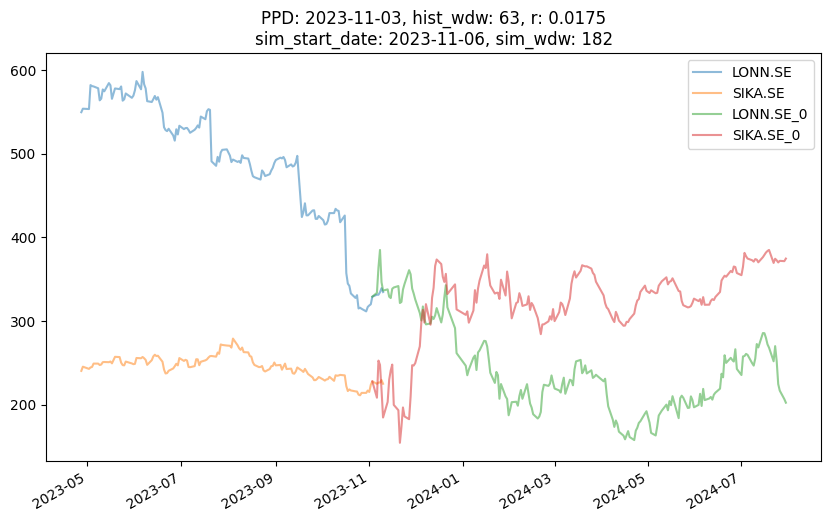 PPD: 2023-11-03, hist_wdw: 63, r: 0.0175
sim_start_date: 2023-11-06, sim_wdw: 182
LONN.SE
SIKA.SE
LONN.SE_0
SIKA.SE_0
600
500
400
300
200
2023-05
2023-07
2023-09
2023-11
2024-01
2024-03
2024-05
2024-07